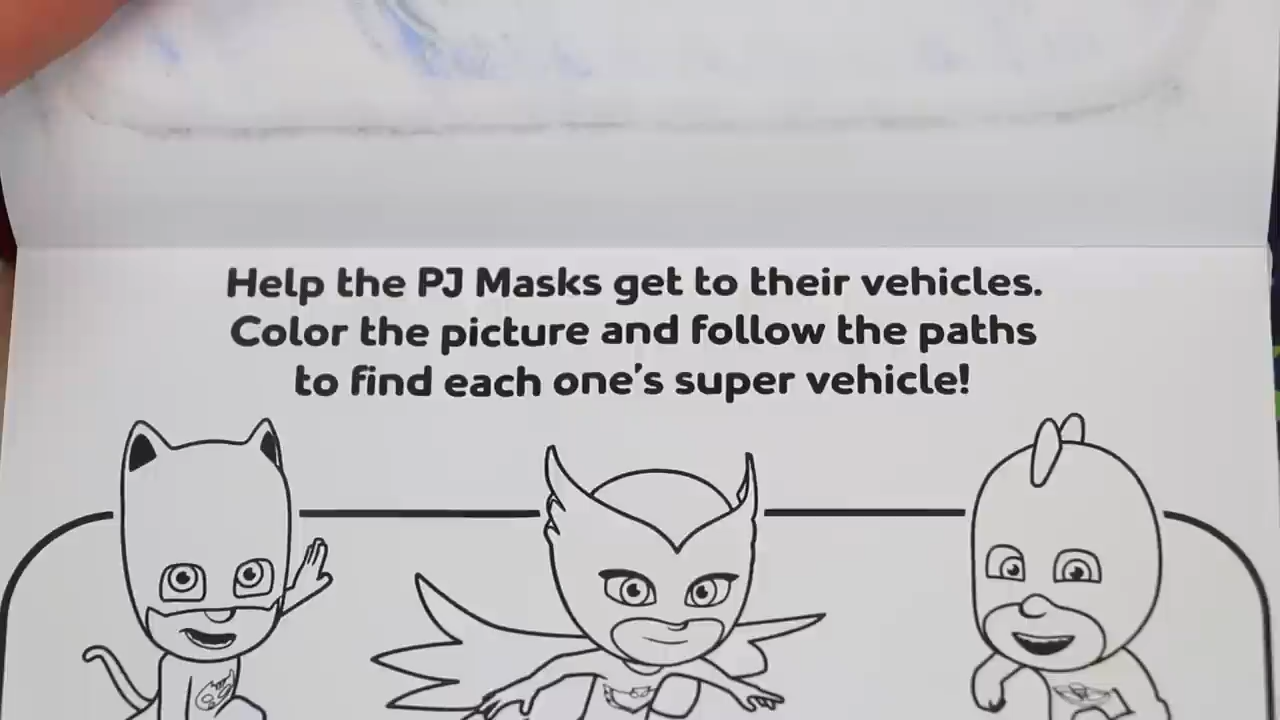 Help the PJ Masks get to their vehicles.
Color the picture and follow the paths
to find each one's super vehicle!